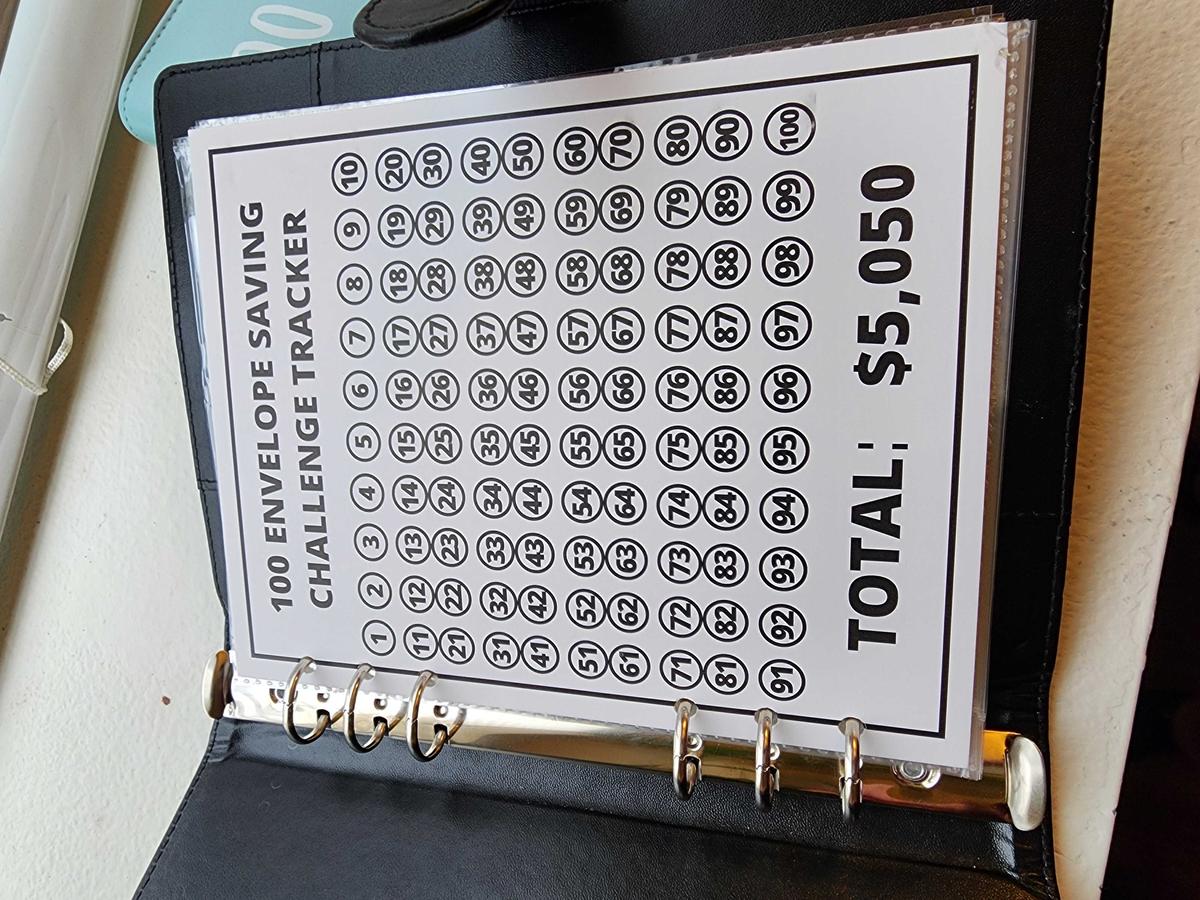 100 ENVELOPE SAVING
CHALLENGE TRACKER
1 2 3 4 5 6 7 8 9 10
11 12 13 14 15 16 17 18 19 20
21 22 23 24 25 26 27 28 29 30
31 32 33 34 35 36 37 38 39 40
41 42 43 44 45 46 47 48 49 50
51 52 53 54 55 56 57 58 59 60
61 62 63 64 65 66 67 68 69 70
71 72 73 74 75 76 77 78 79 80
81 82 83 84 85 86 87 88 89 90
91 92 93 94 95 96 97 98 99 100
TOTAL: $5,050